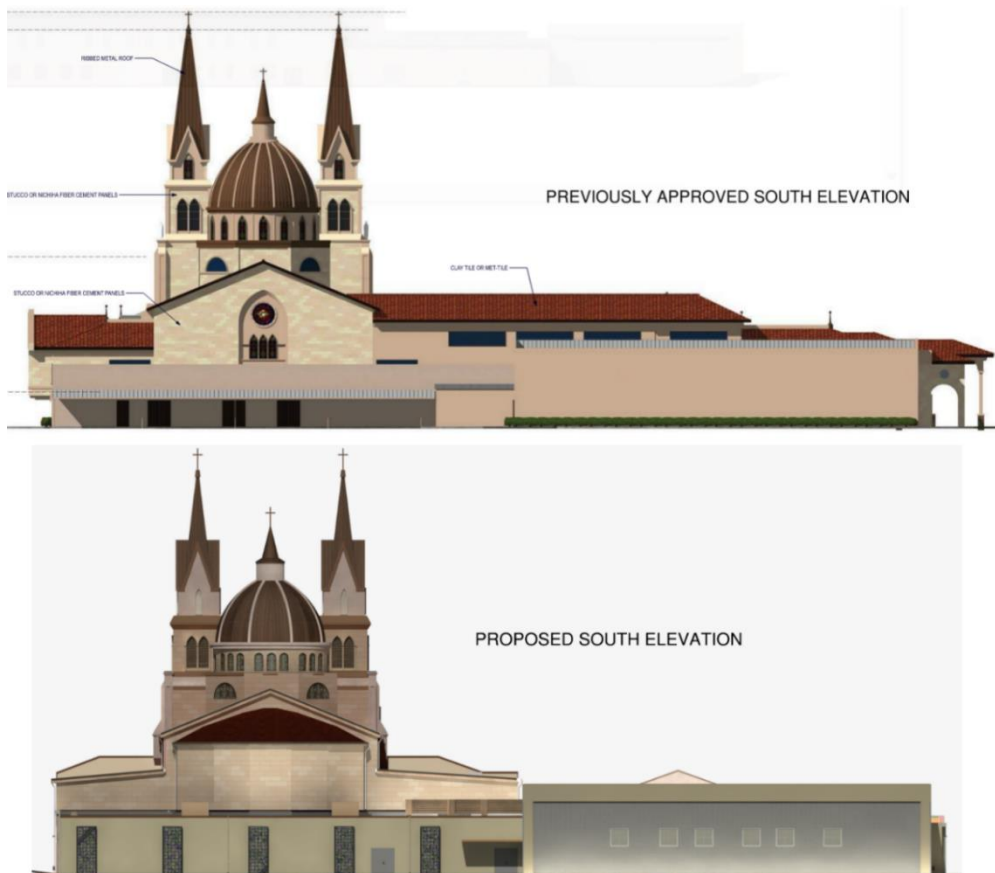 RIBBED METAL ROOF
STUCCO OR NICHIHA FIBER CEMENT PANELS
PREVIOUSLY APPROVED SOUTH ELEVATION
CLAY TILE OR MET-TILE
STUCCO OR NICHIHA FIBER CEMENT PANELS
PROPOSED SOUTH ELEVATION